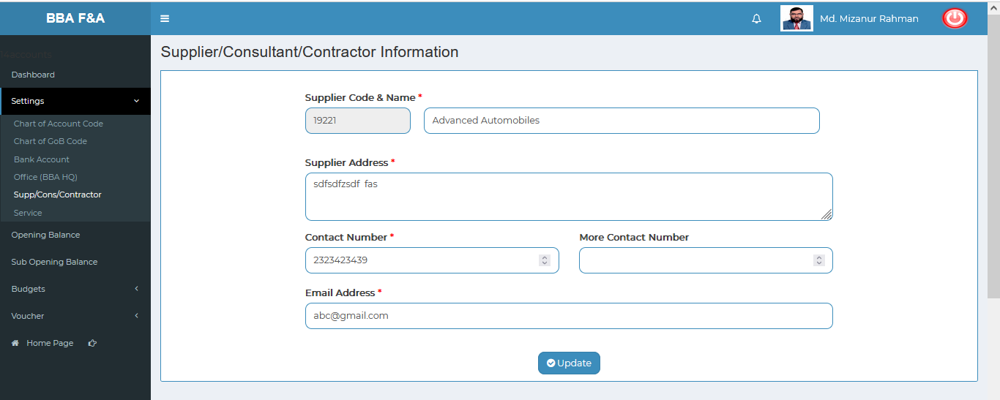 BBA F&A
Md. Mizanur Rahman
accounts
Dashboard
Settings
Chart of Account Code
Chart of GoB Code
Bank Account
Office (BBA HQ)
Supp/Cons/Contractor
Service
Opening Balance
Sub Opening Balance
Budgets
Voucher
Home Page
Supplier/Consultant/Contractor Information
Supplier Code & Name *
19221 Advanced Automobiles
Supplier Address *
sdfsdfzsdf fas
Contact Number * More Contact Number
2323423439
Email Address *
abc@gmail.com
Update